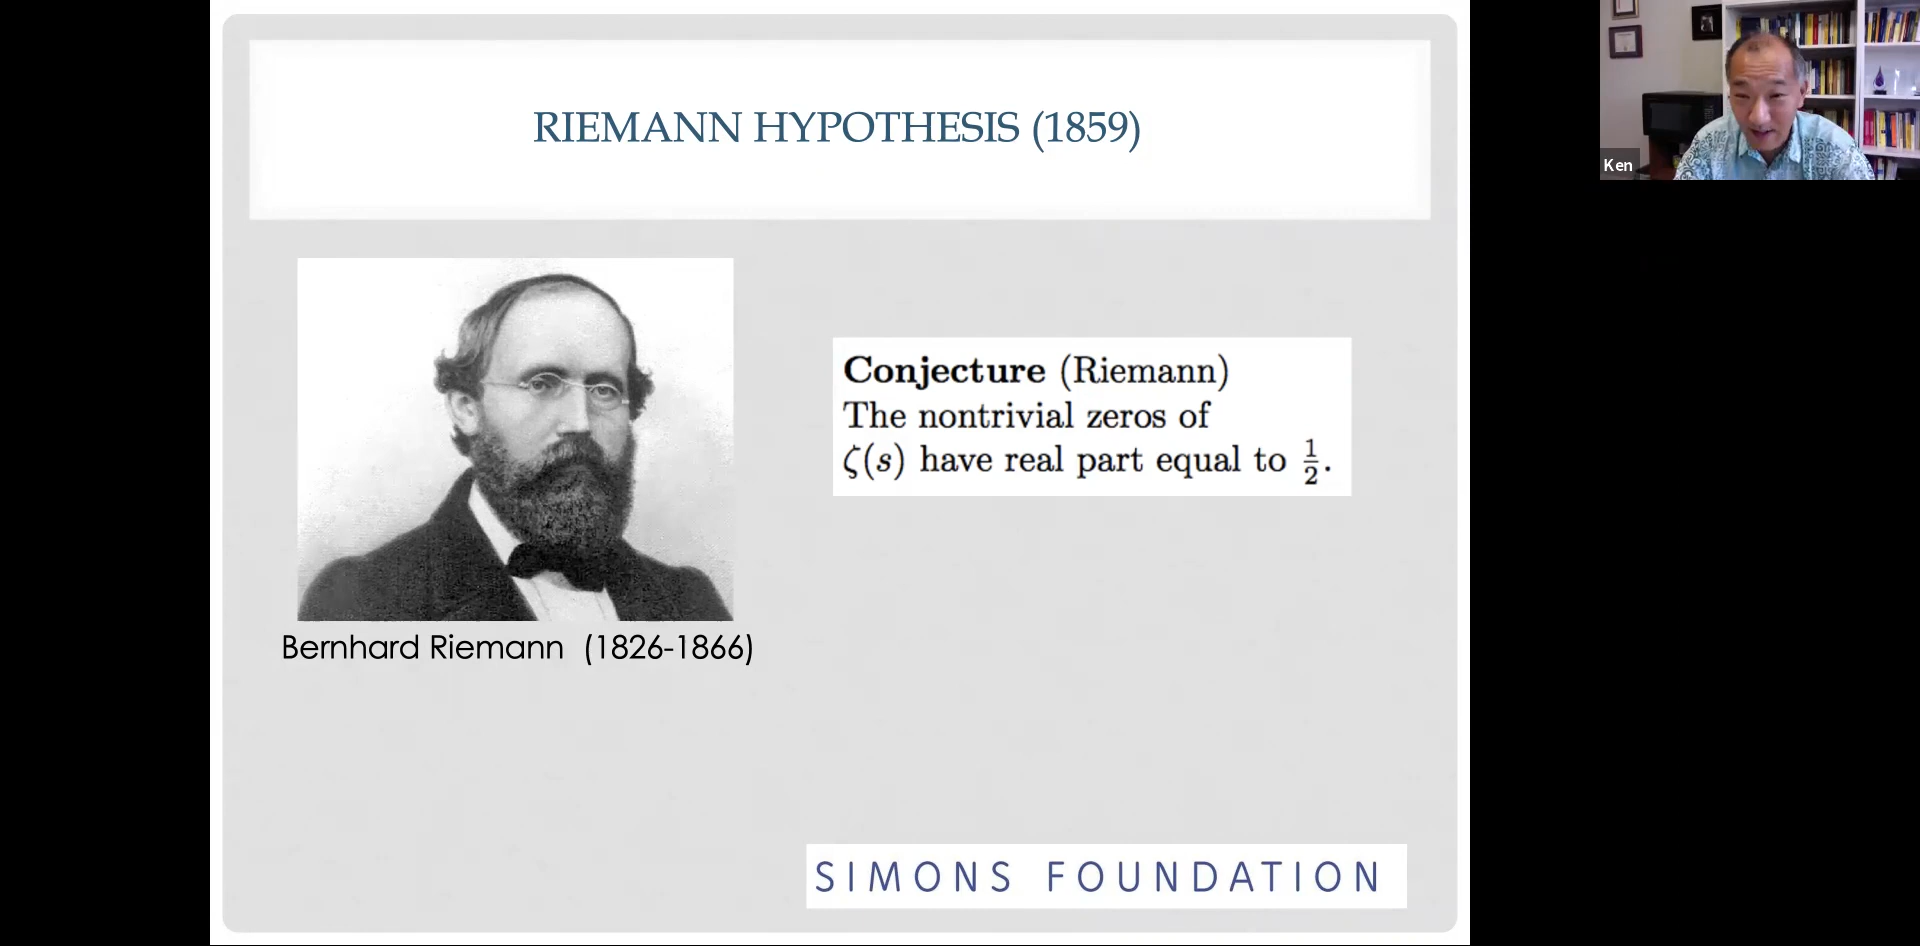 RIEMANN HYPOTHESIS (1859)
Ken
Conjecture (Riemann)
The nontrivial zeros of
ζ(s) have real part equal to 1/2.
Bernhard Riemann (1826-1866)
SIMONS FOUNDATION